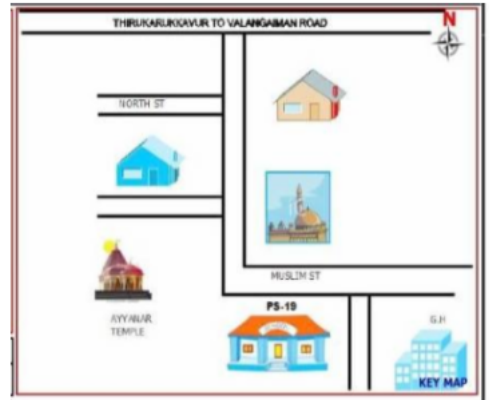 THIRUKARUKKAVUR TO VALANGAIMAN ROAD
N
NORTH ST
MUSLIM ST
PS-19
AYYANAR
TEMPLE
G.H
KEY MAP